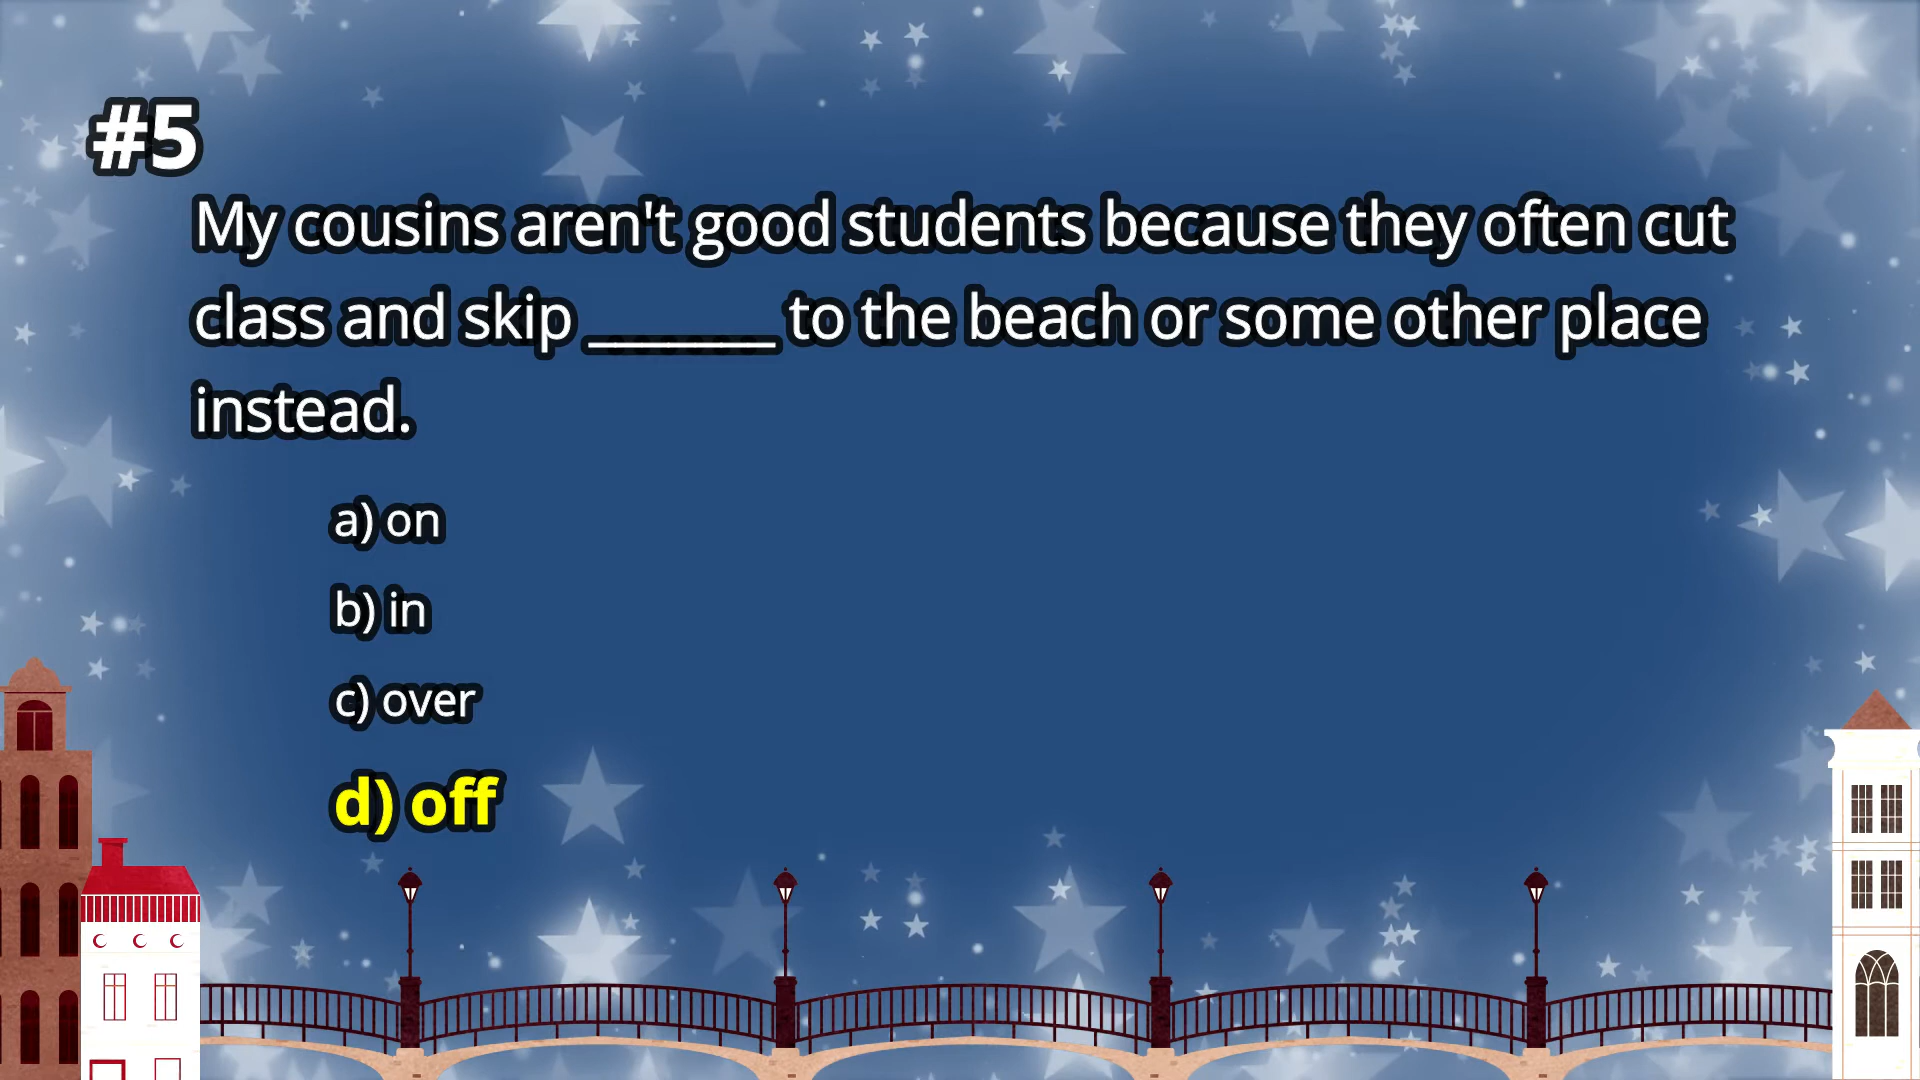 #5
My cousins aren't good students because they often cut
class and skip _______ to the beach or some other place
instead.
a) on
b) in
c) over
d) off